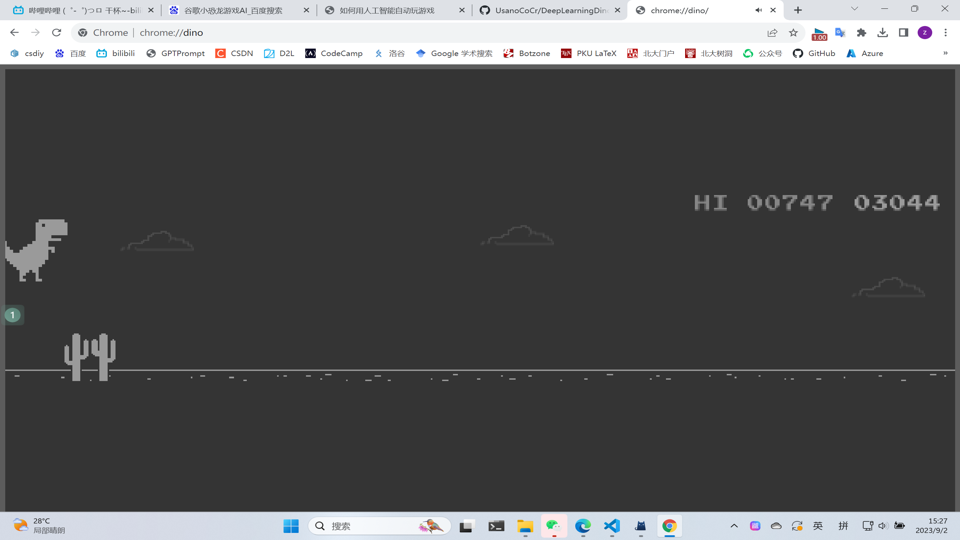 哔哩哔哩 (゜-゜)つロ 干杯~-bili
谷歌小恐龙游戏AI_百度搜索
如何用人工智能自动玩游戏
UsanoCoCr/DeepLearningDin
chrome://dino/
Chrome | chrome://dino
1.00
z
csdiy
百度
bilibili
GPTPrompt
CSDN
D2L
CodeCamp
洛谷
Google 学术搜索
Botzone
PKU LaTeX
北大门户
北大树洞
公众号
GitHub
Azure
»
HI 00747 03044
1
28°C
局部晴朗
搜索
英
拼
15:27
2023/9/2